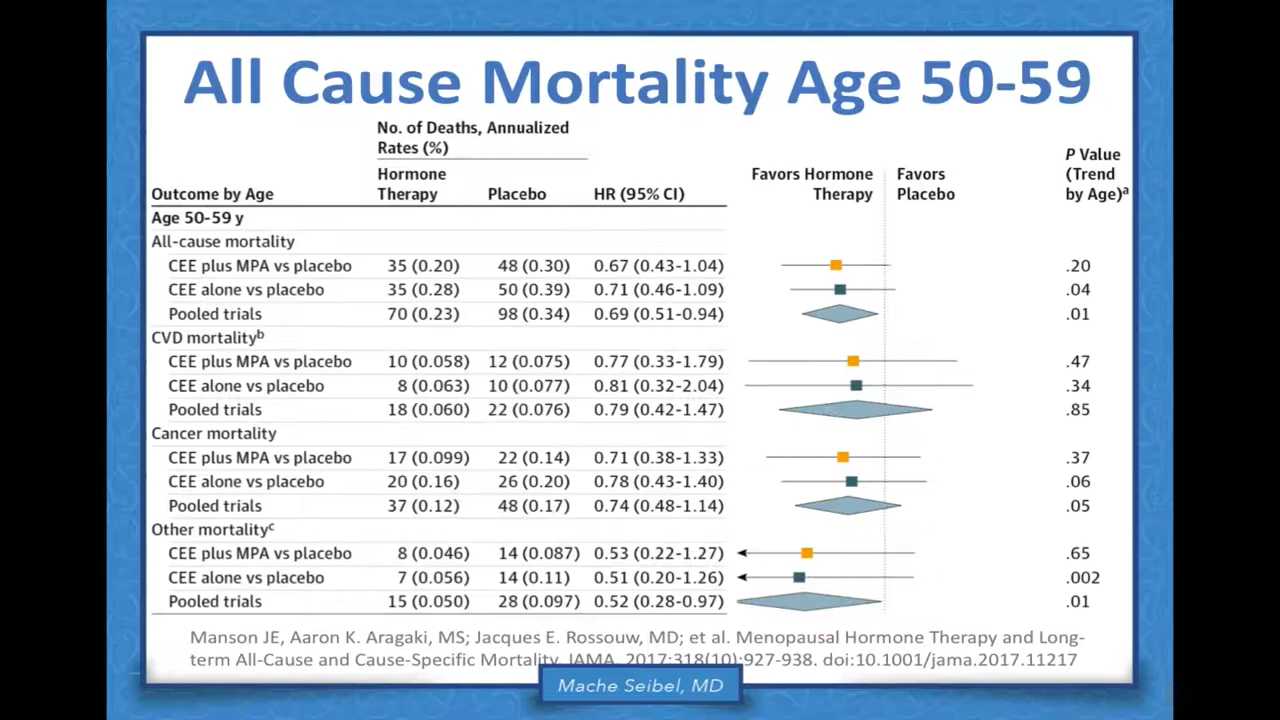 All Cause Mortality Age 50-59
No. of Deaths, Annualized
Rates (%)
P Value
Hormone Favors Hormone Favors (Trend
Outcome by Age Therapy Placebo HR (95% CI) Therapy Placebo by Age)a
Age 50-59 y
All-cause mortality
CEE plus MPA vs placebo 35 (0.20) 48 (0.30) 0.67 (0.43-1.04) .20
CEE alone vs placebo 35 (0.28) 50 (0.39) 0.71 (0.46-1.09) .04
Pooled trials 70 (0.23) 98 (0.34) 0.69 (0.51-0.94) .01
CVD mortalityb
CEE plus MPA vs placebo 10 (0.058) 12 (0.075) 0.77 (0.33-1.79) .47
CEE alone vs placebo 8 (0.063) 10 (0.077) 0.81 (0.32-2.04) .34
Pooled trials 18 (0.060) 22 (0.076) 0.79 (0.42-1.47) .85
Cancer mortality
CEE plus MPA vs placebo 17 (0.099) 22 (0.14) 0.71 (0.38-1.33) .37
CEE alone vs placebo 20 (0.16) 26 (0.20) 0.78 (0.43-1.40) .06
Pooled trials 37 (0.12) 48 (0.17) 0.74 (0.48-1.14) .05
Other mortalityc
CEE plus MPA vs placebo 8 (0.046) 14 (0.087) 0.53 (0.22-1.27) .65
CEE alone vs placebo 7 (0.056) 14 (0.11) 0.51 (0.20-1.26) .002
Pooled trials 15 (0.050) 28 (0.097) 0.52 (0.28-0.97) .01
Manson JE, Aaron K. Aragaki, MS; Jacques E. Rossouw, MD; et al. Menopausal Hormone Therapy and Long-
term All-Cause and Cause-Specific Mortality. JAMA. 2017;318(10):927-938. doi:10.1001/jama.2017.11217
Mache Seibel, MD